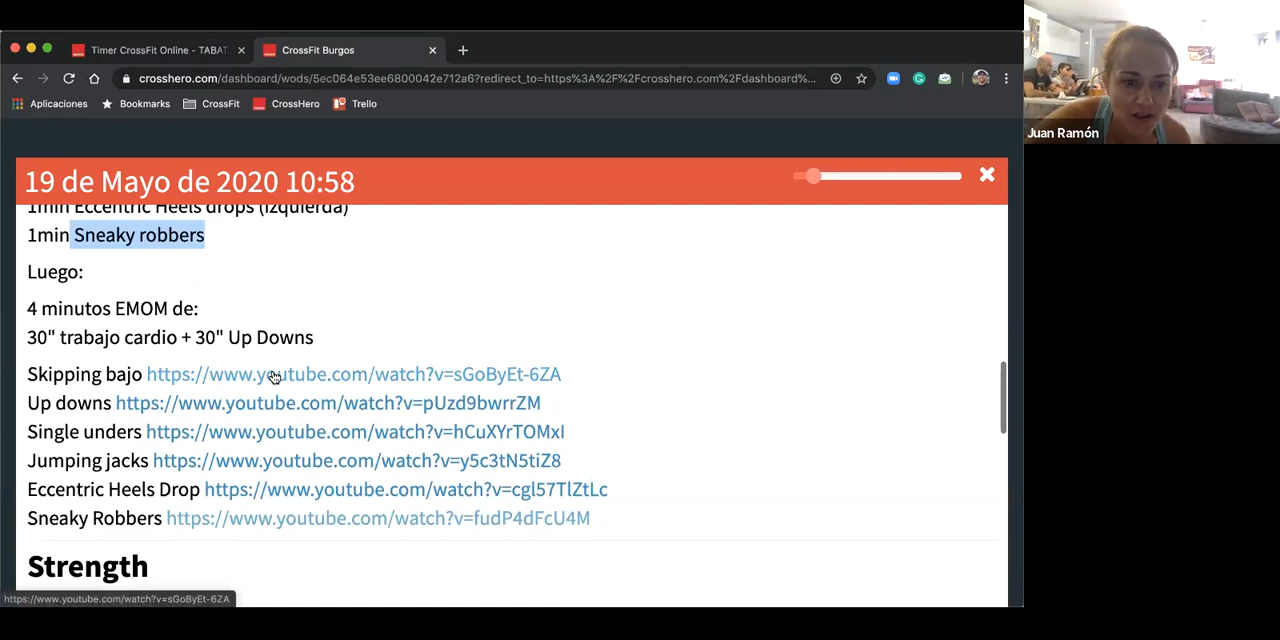 Timer CrossFit Online - TABAT
CrossFit Burgos
crosshero.com/dashboard/wods/5ec064e53ee6800042e712a6?redirect_to=https%3A%2F%2Fcrosshero.com%2Fdashboard%...
Aplicaciones
Bookmarks
CrossFit
CrossHero
Trello
19 de Mayo de 2020 10:58
1min Eccentric Heels drops (izquierda)
1min Sneaky robbers
Luego:
4 minutos EMOM de:
30" trabajo cardio + 30" Up Downs
Skipping bajo https://www.youtube.com/watch?v=sGoByEt-6ZA
Up downs https://www.youtube.com/watch?v=pUzd9bwrrZM
Single unders https://www.youtube.com/watch?v=hCuXYrTOMxI
Jumping jacks https://www.youtube.com/watch?v=y5c3tN5tiZ8
Eccentric Heels Drop https://www.youtube.com/watch?v=cgl57TlZtLc
Sneaky Robbers https://www.youtube.com/watch?v=fudP4dFcU4M
Strength
https://www.youtube.com/watch?v=sGoByEt-6ZA
Juan Ramón